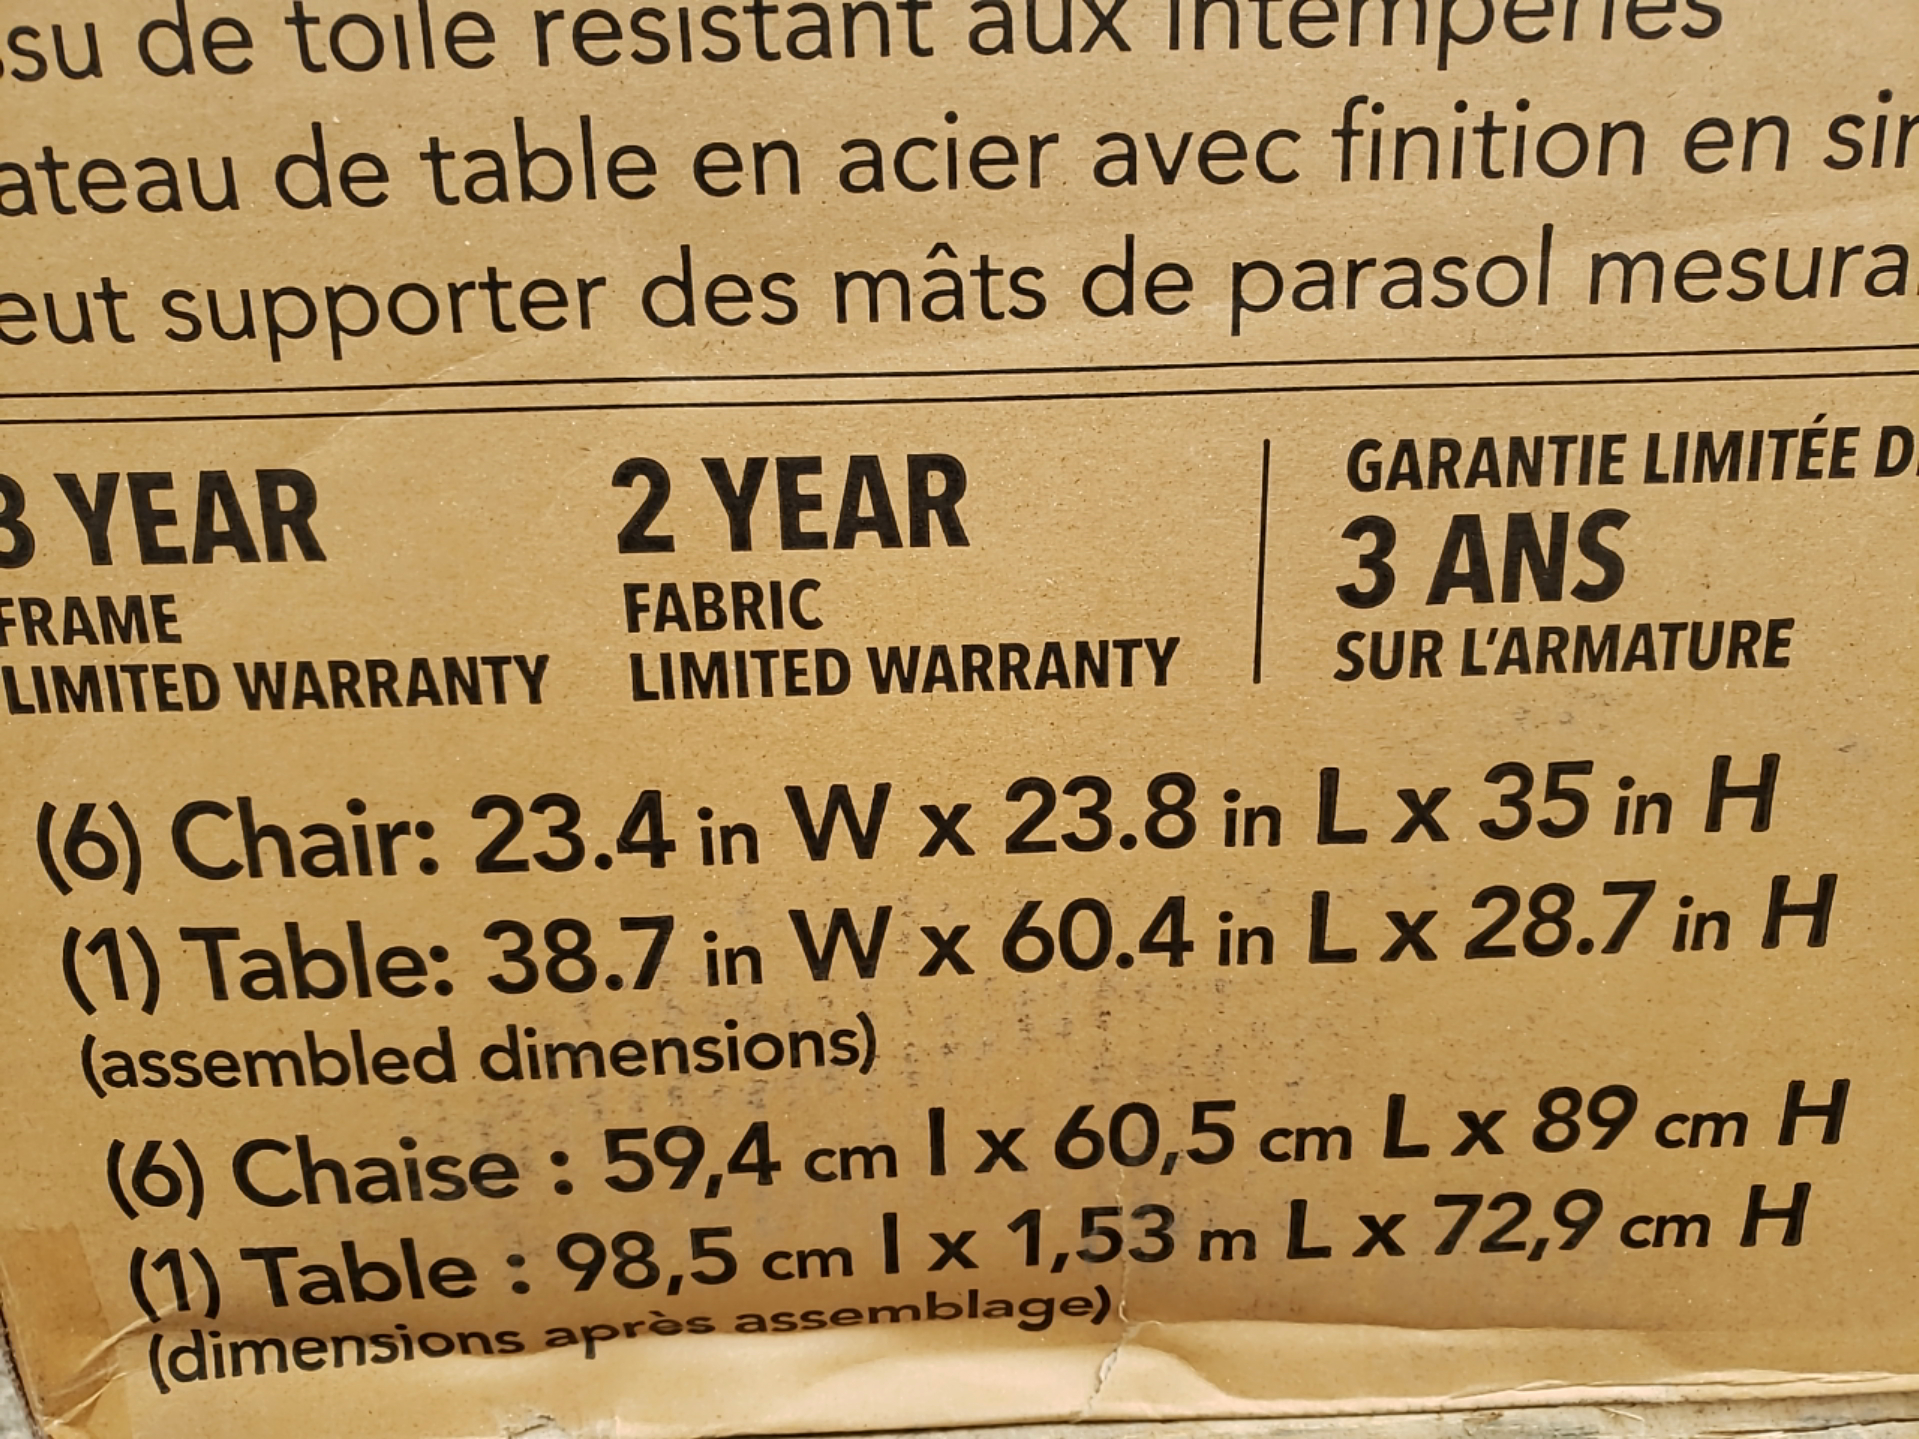 su de toile résistant aux intempéries
ateau de table en acier avec finition en
eut supporter des mâts de parasol
3 YEAR
FRAME
LIMITED WARRANTY
2 YEAR
FABRIC
LIMITED WARRANTY
GARANTIE LIMITÉE
3 ANS
SUR L'ARMATURE
(6) Chair: 23.4 in W x 23.8 in L x 35 in H
(1) Table: 38.7 in W x 60.4 in L x 28.7 in H
(assembled dimensions)
(6) Chaise : 59,4 cm l x 60,5 cm L x 89 cm H
(1) Table : 98,5 cm l x 1,53 m L x 72,9 cm H
(dimensions après assemblage)